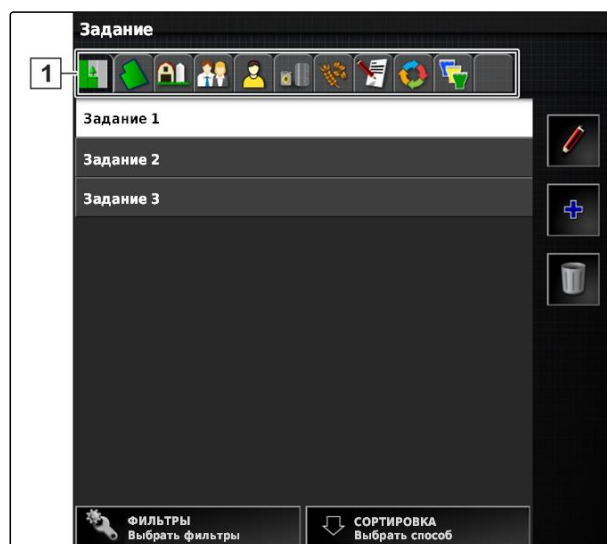 Задание
1
Задание 1
Задание 2
Задание 3
ФИЛЬТРЫ
Выбрать фильтры
СОРТИРОВКА
Выбрать способ